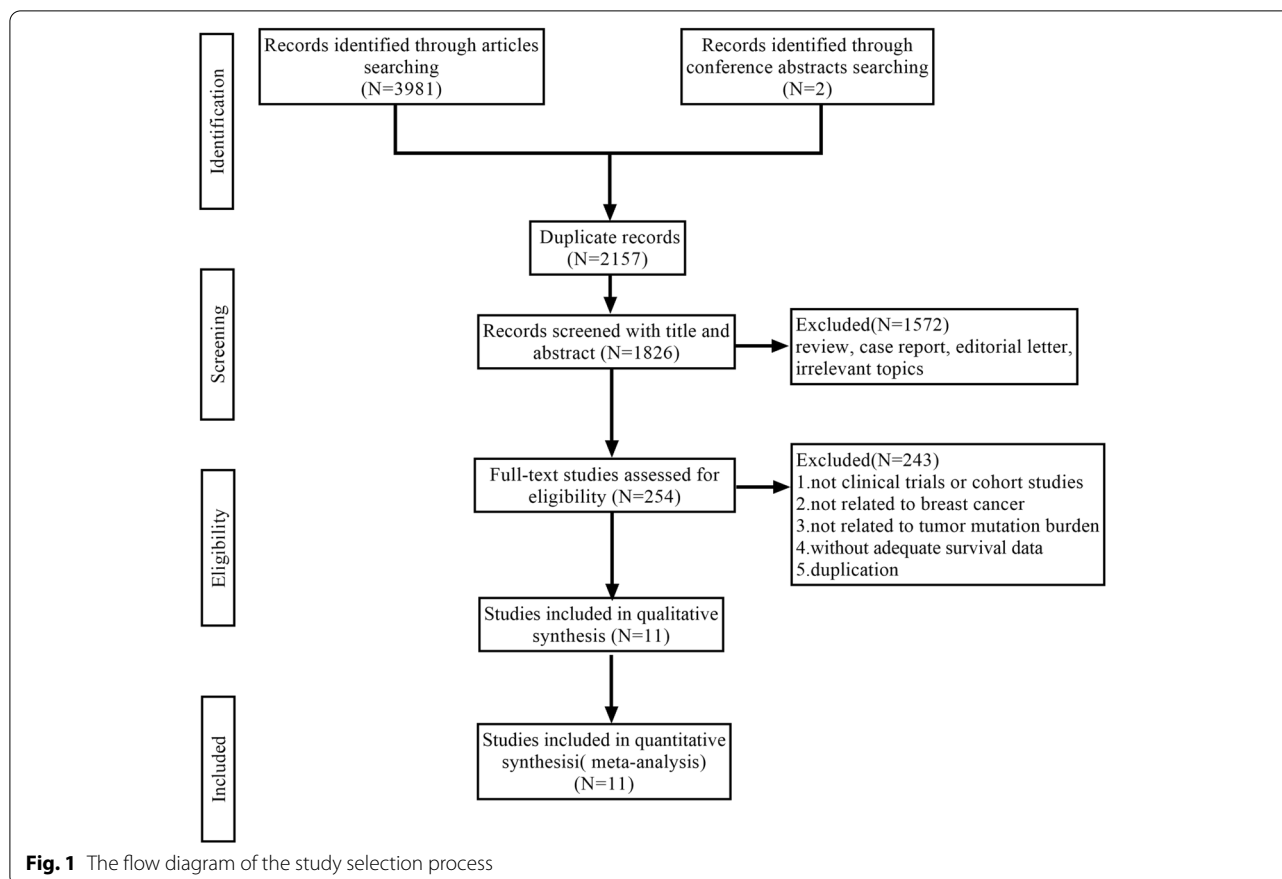 Identification
Records identified through articles
searching
(N=3981)
Records identified through
conference abstracts searching
(N=2)
Duplicate records
(N=2157)
Screening
Records screened with title and
abstract (N=1826)
Excluded(N=1572)
review, case report, editorial letter,
irrelevant topics
Eligibility
Full-text studies assessed for
eligibility (N=254)
Excluded(N=243)
1.not clinical trials or cohort studies
2.not related to breast cancer
3.not related to tumor mutation burden
4.without adequate survival data
5.duplication
Studies included in qualitative
synthesis (N=11)
Included
Studies included in quantitative
synthesisi( meta-analysis)
(N=11)
Fig. 1 The flow diagram of the study selection process